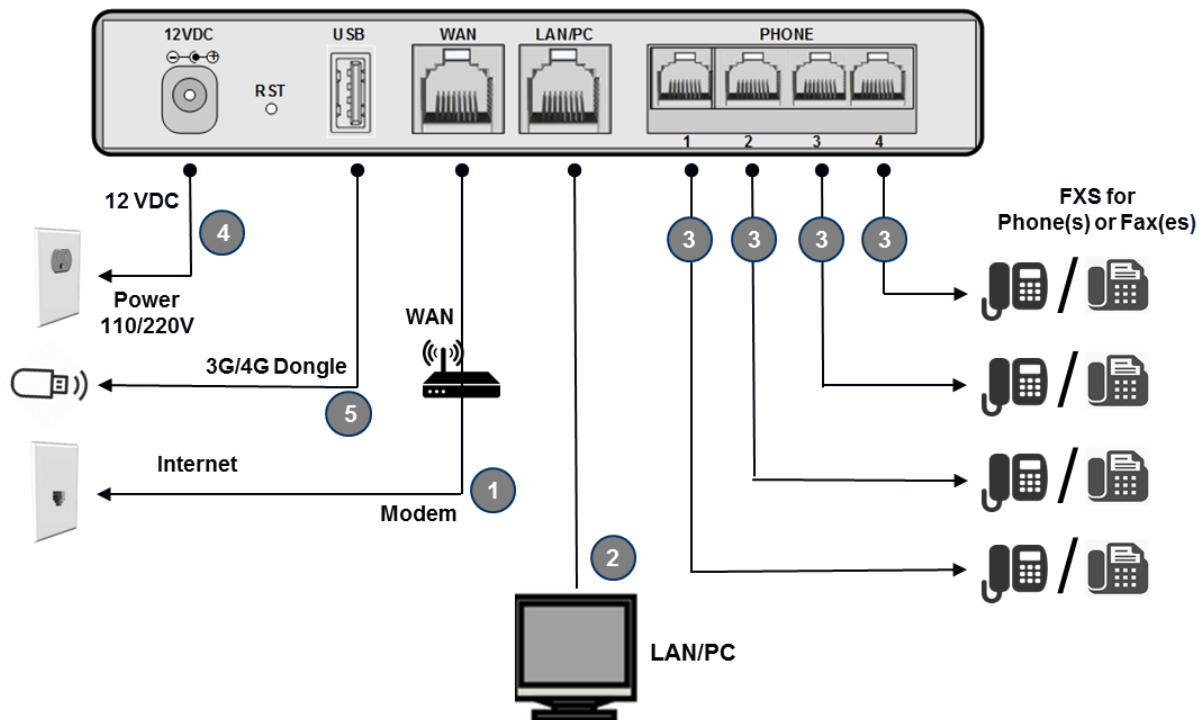 12VDC
USB
WAN
LAN/PC
PHONE
RST
1
2
3
4
12 VDC
4
3
3
3
3
FXS for
Phone(s) or Fax(es)
Power
110/220V
WAN
3G/4G Dongle
5
Internet
1
Modem
2
LAN/PC